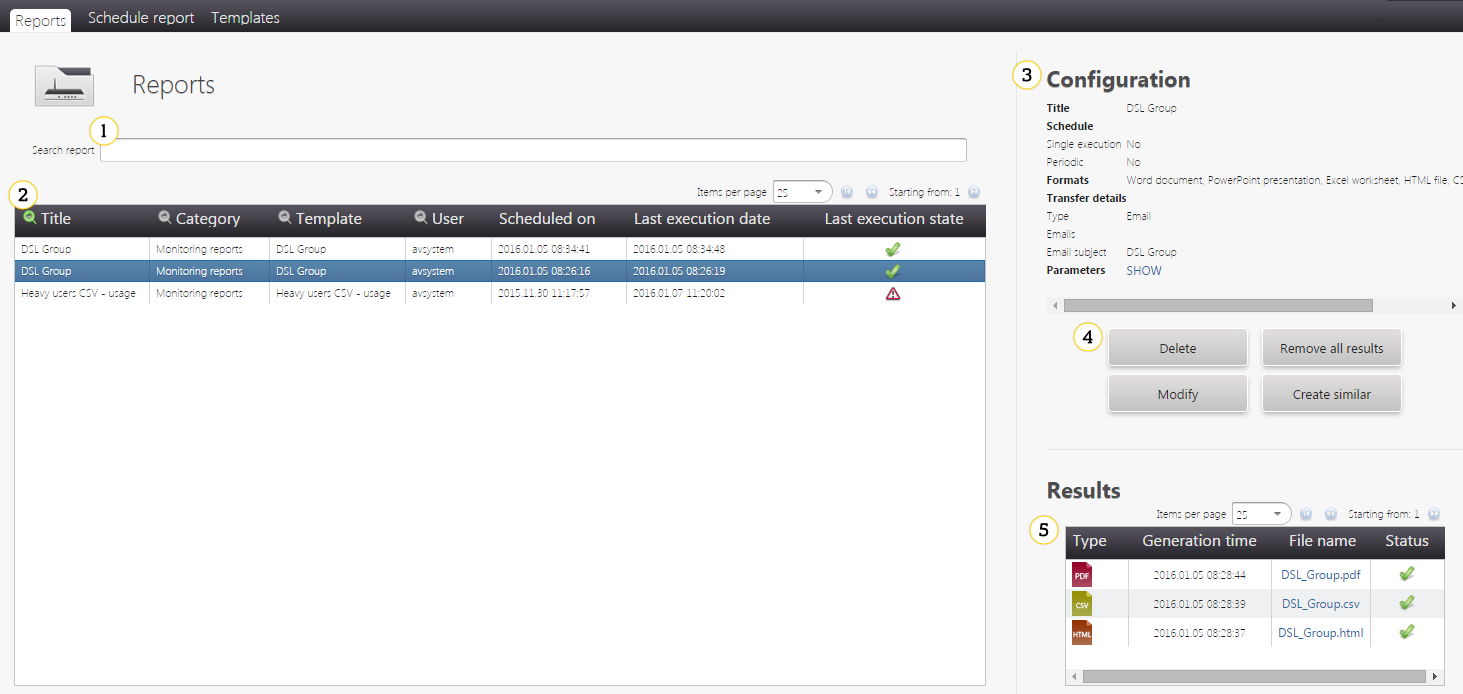 Reports Schedule report Templates
Reports
1
Search report
2
Items per page 25 Starting from: 1
Title Category Template User Scheduled on Last execution date Last execution state
DSL Group Monitoring reports DSL Group avsystem 2016.01.05 08:34:41 2016.01.05 08:34:48
DSL Group Monitoring reports DSL Group avsystem 2016.01.05 08:26:16 2016.01.05 08:26:19
Heavy users CSV - usage Monitoring reports Heavy users CSV - usage avsystem 2015.11.30 11:17:57 2016.01.07 11:20:02
3
Configuration
Title DSL Group
Schedule
Single execution No
Periodic No
Formats Word document, PowerPoint presentation, Excel worksheet, HTML file, CS
Transfer details
Type Email
Emails
Email subject DSL Group
Parameters SHOW
4
Delete Remove all results
Modify Create similar
Results
Items per page 25 Starting from: 1
5
Type Generation time File name Status
PDF 2016.01.05 08:28:44 DSL_Group.pdf
CSV 2016.01.05 08:28:39 DSL_Group.csv
HTML 2016.01.05 08:28:37 DSL_Group.html